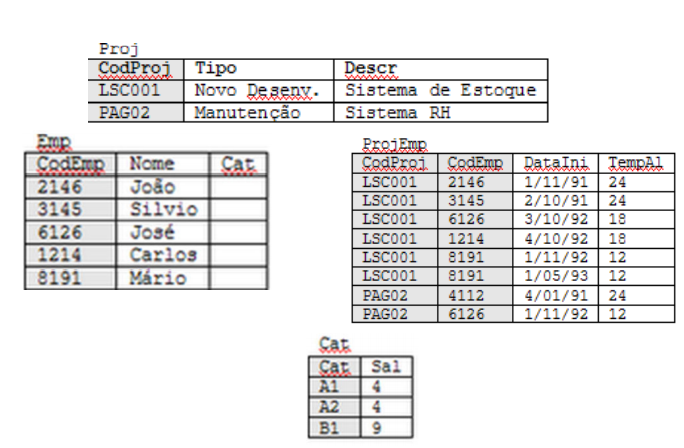 Proj
CodProj Tipo Descr
LSC001 Novo Desenv. Sistema de Estoque
PAG02 Manutenção Sistema RH
Emp
CodEmp Nome Cat
2146 João
3145 Silvio
6126 José
1214 Carlos
8191 Mário
ProjEmp
CodProj CodEmp DataIni TempAl
LSC001 2146 1/11/91 24
LSC001 3145 2/10/91 24
LSC001 6126 3/10/92 18
LSC001 1214 4/10/92 18
LSC001 8191 1/11/92 12
LSC001 8191 1/05/93 12
PAG02 4112 4/01/91 24
PAG02 6126 1/11/92 12
Cat
Cat Sal
A1 4
A2 4
B1 9